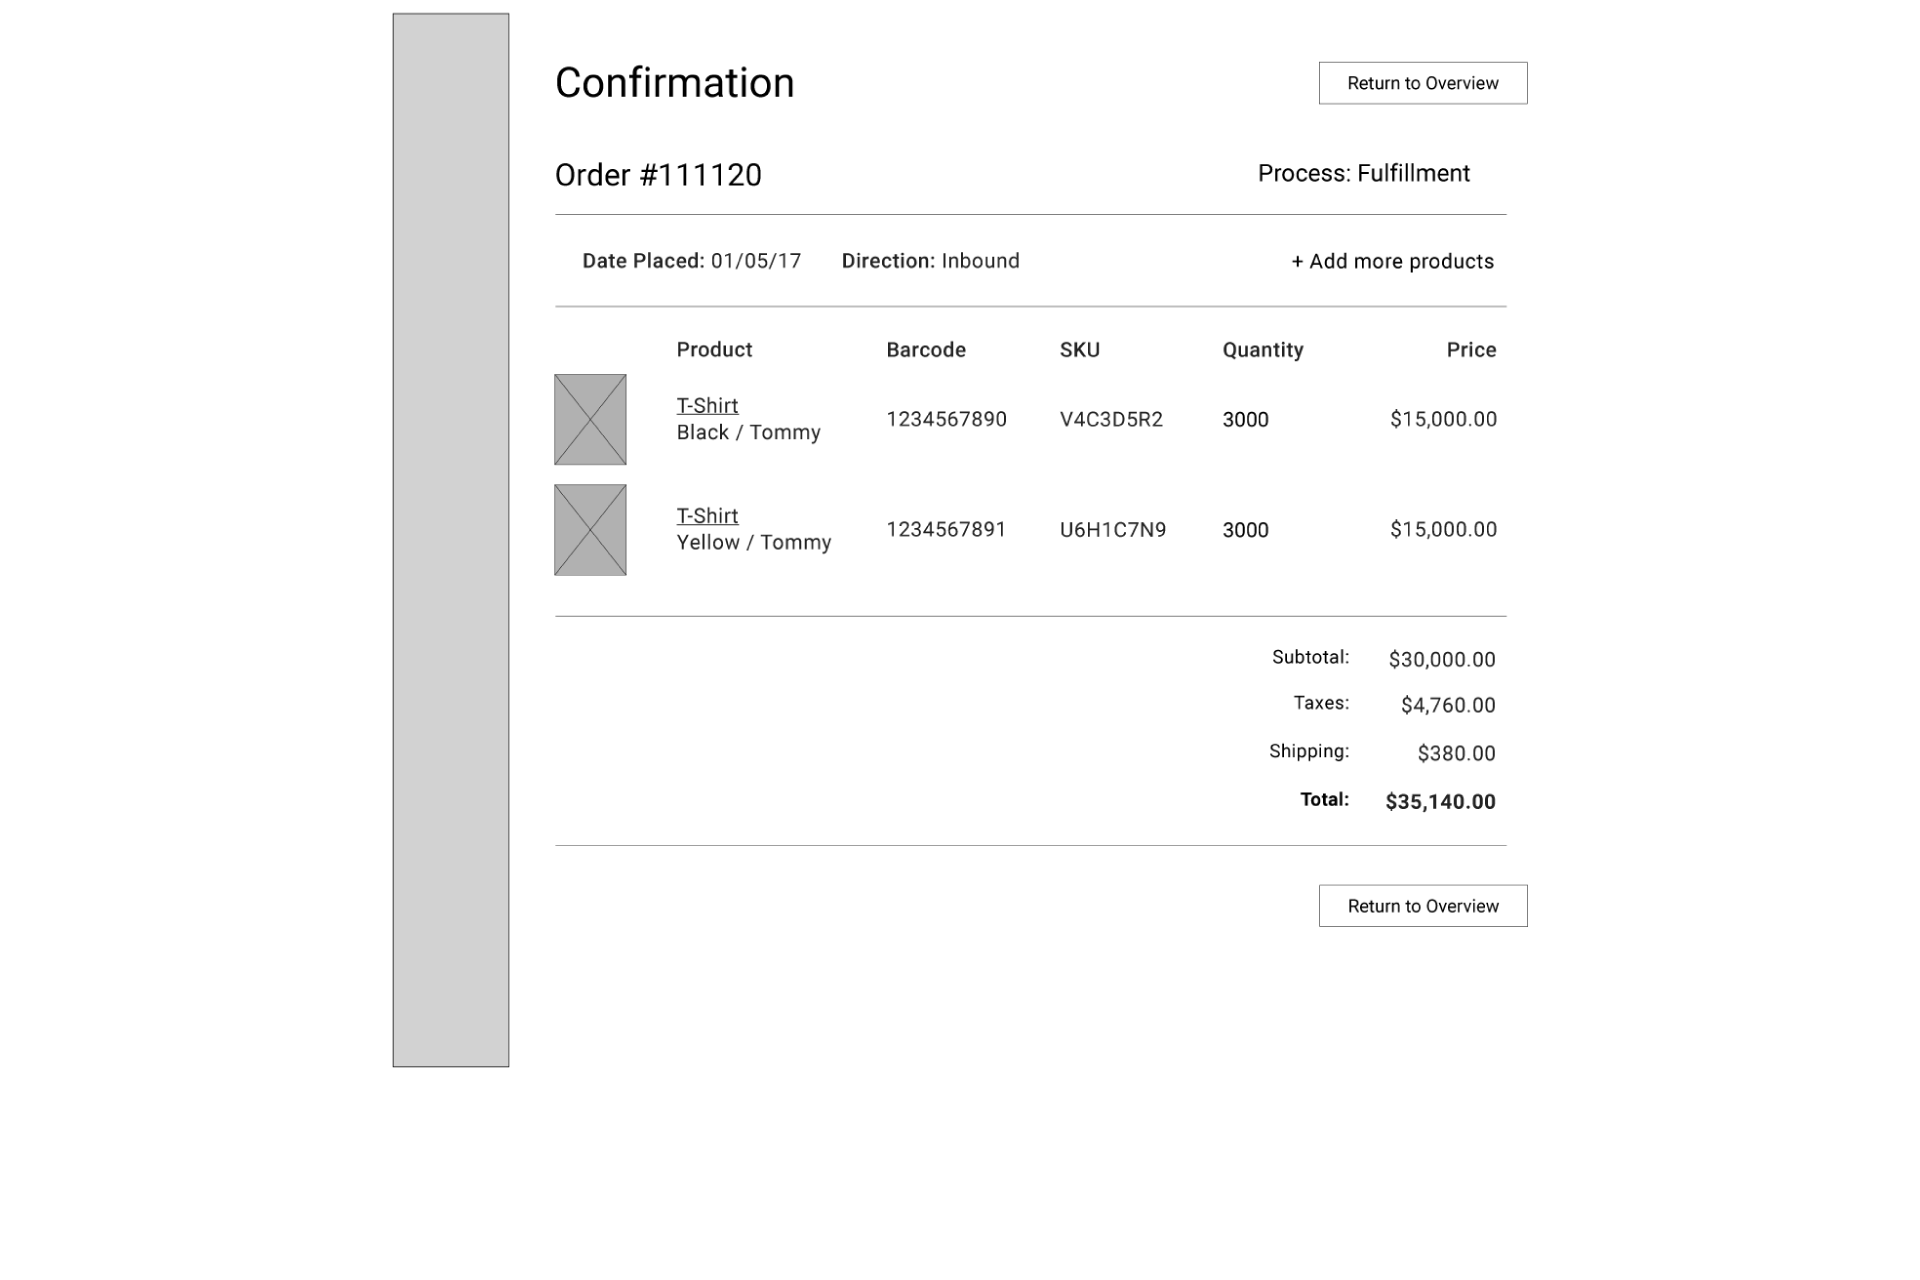 Confirmation
Return to Overview
Order #111120
Process: Fulfillment
Date Placed: 01/05/17 Direction: Inbound + Add more products
Product Barcode SKU Quantity Price
T-Shirt
Black / Tommy
1234567890 V4C3D5R2 3000 $15,000.00
T-Shirt
Yellow / Tommy
1234567891 U6H1C7N9 3000 $15,000.00
Subtotal: $30,000.00
Taxes: $4,760.00
Shipping: $380.00
Total: $35,140.00
Return to Overview